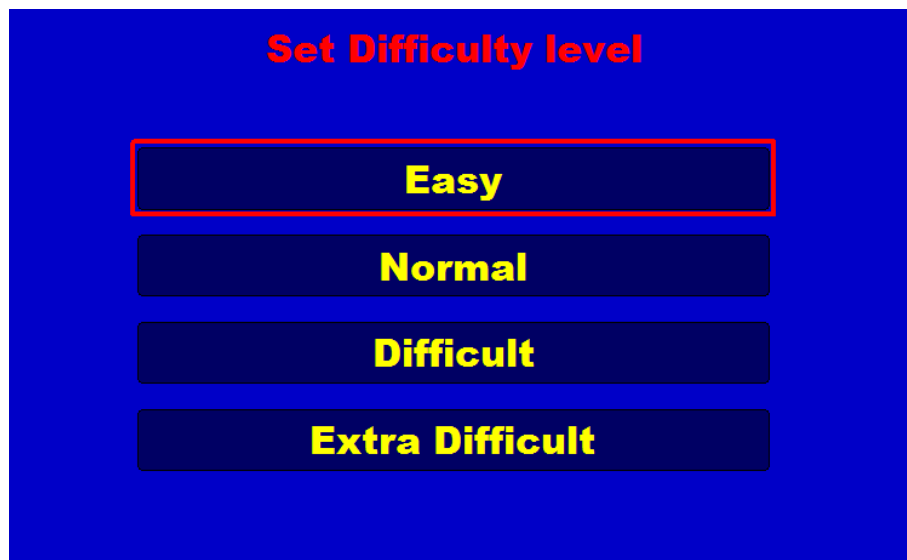 Set Difficulty level
Easy
Normal
Difficult
Extra Difficult